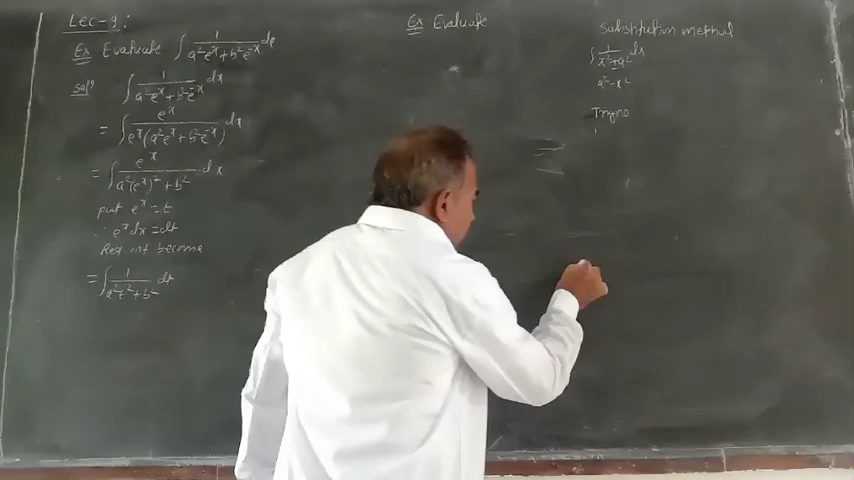 Lec-9:
Ex Evaluate ∫ 1/(a²e^x + b²e^-x) dx
Solⁿ ∫ 1/(a²e^x + b²e^-x) dx
= ∫ e^x/(e^x(a²e^x + b²e^-x)) dx
= ∫ e^x/(a²(e^x)² + b²) dx
put e^x = t
∴ e^x dx = dt
Req int become
= ∫ 1/(a²t² + b²) dt
Ex Evaluate
Substitution method
∫ 1/(x²+a²) dx
a²-x²
Trigno